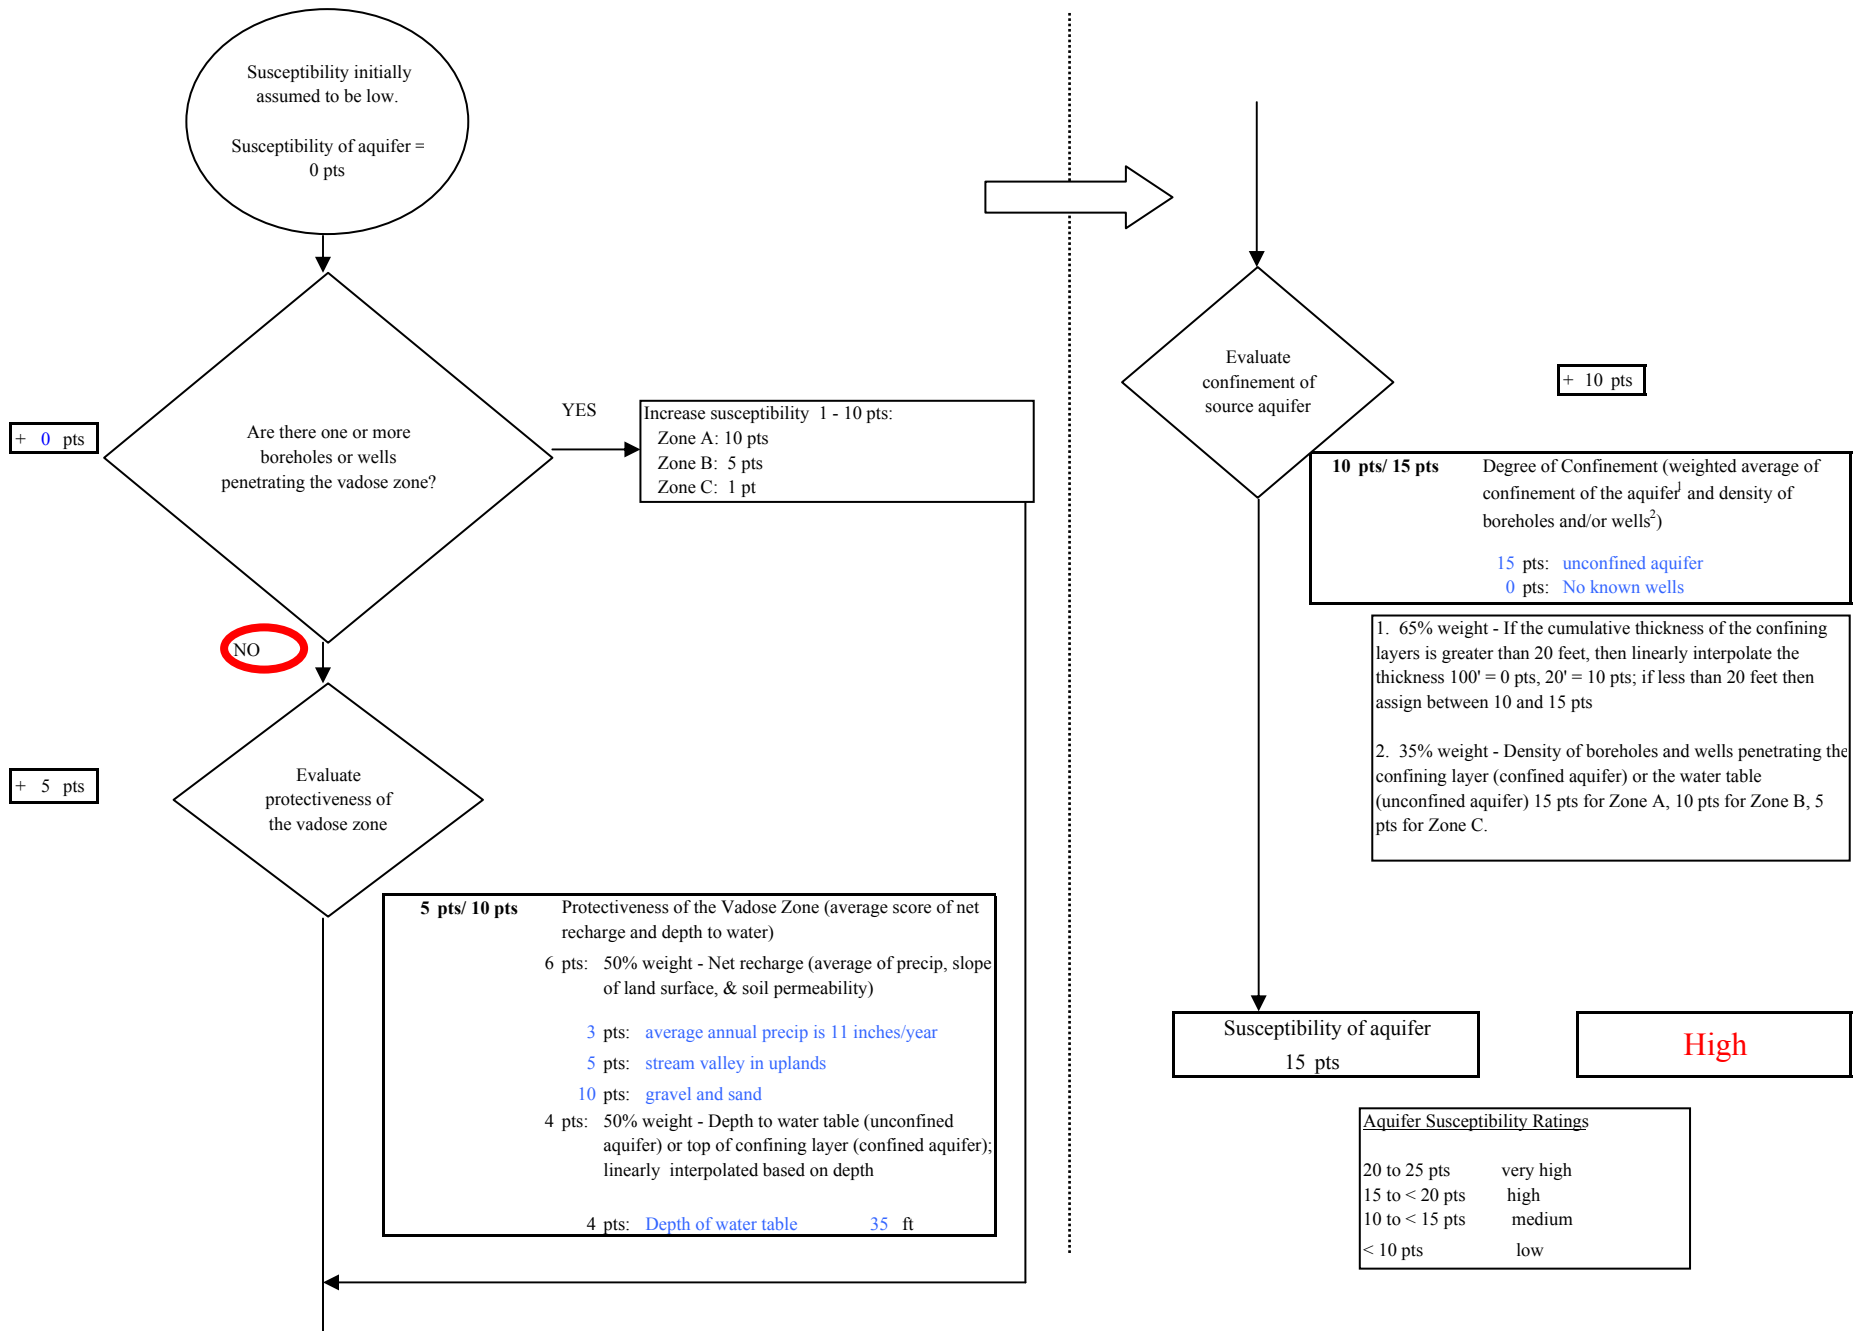 Susceptibility initially
assumed to be low.
Susceptibility of aquifer =
0 pts
Are there one or more
boreholes or wells
penetrating the vadose zone?
+ 0 pts
YES
Increase susceptibility 1 - 10 pts:
Zone A: 10 pts
Zone B: 5 pts
Zone C: 1 pt
NO
Evaluate
protectiveness of
the vadose zone
+ 5 pts
5 pts/ 10 pts Protectiveness of the Vadose Zone (average score of net
recharge and depth to water)
6 pts: 50% weight - Net recharge (average of precip, slope
of land surface, & soil permeability)
3 pts: average annual precip is 11 inches/year
5 pts: stream valley in uplands
10 pts: gravel and sand
4 pts: 50% weight - Depth to water table (unconfined
aquifer) or top of confining layer (confined aquifer);
linearly interpolated based on depth
4 pts: Depth of water table 35 ft
Evaluate
confinement of
source aquifer
+ 10 pts
10 pts/ 15 pts Degree of Confinement (weighted average of
confinement of the aquifer1 and density of
boreholes and/or wells2)
15 pts: unconfined aquifer
0 pts: No known wells
1. 65% weight - If the cumulative thickness of the confining
layers is greater than 20 feet, then linearly interpolate the
thickness 100' = 0 pts, 20' = 10 pts; if less than 20 feet then
assign between 10 and 15 pts
2. 35% weight - Density of boreholes and wells penetrating the
confining layer (confined aquifer) or the water table
(unconfined aquifer) 15 pts for Zone A, 10 pts for Zone B, 5
pts for Zone C.
Susceptibility of aquifer
15 pts
High
Aquifer Susceptibility Ratings
20 to 25 pts very high
15 to < 20 pts high
10 to < 15 pts medium
< 10 pts low